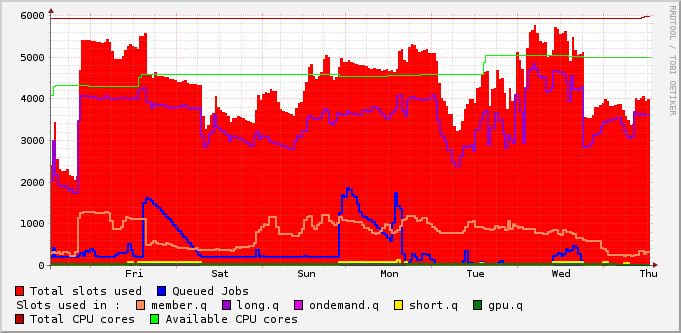 RRDTOOL / TOBI OETIKER
6000
5000
4000
3000
2000
1000
0
Fri Sat Sun Mon Tue Wed Thu
Total slots used Queued Jobs
Slots used in : member.q long.q ondemand.q short.q gpu.q
Total CPU cores Available CPU cores